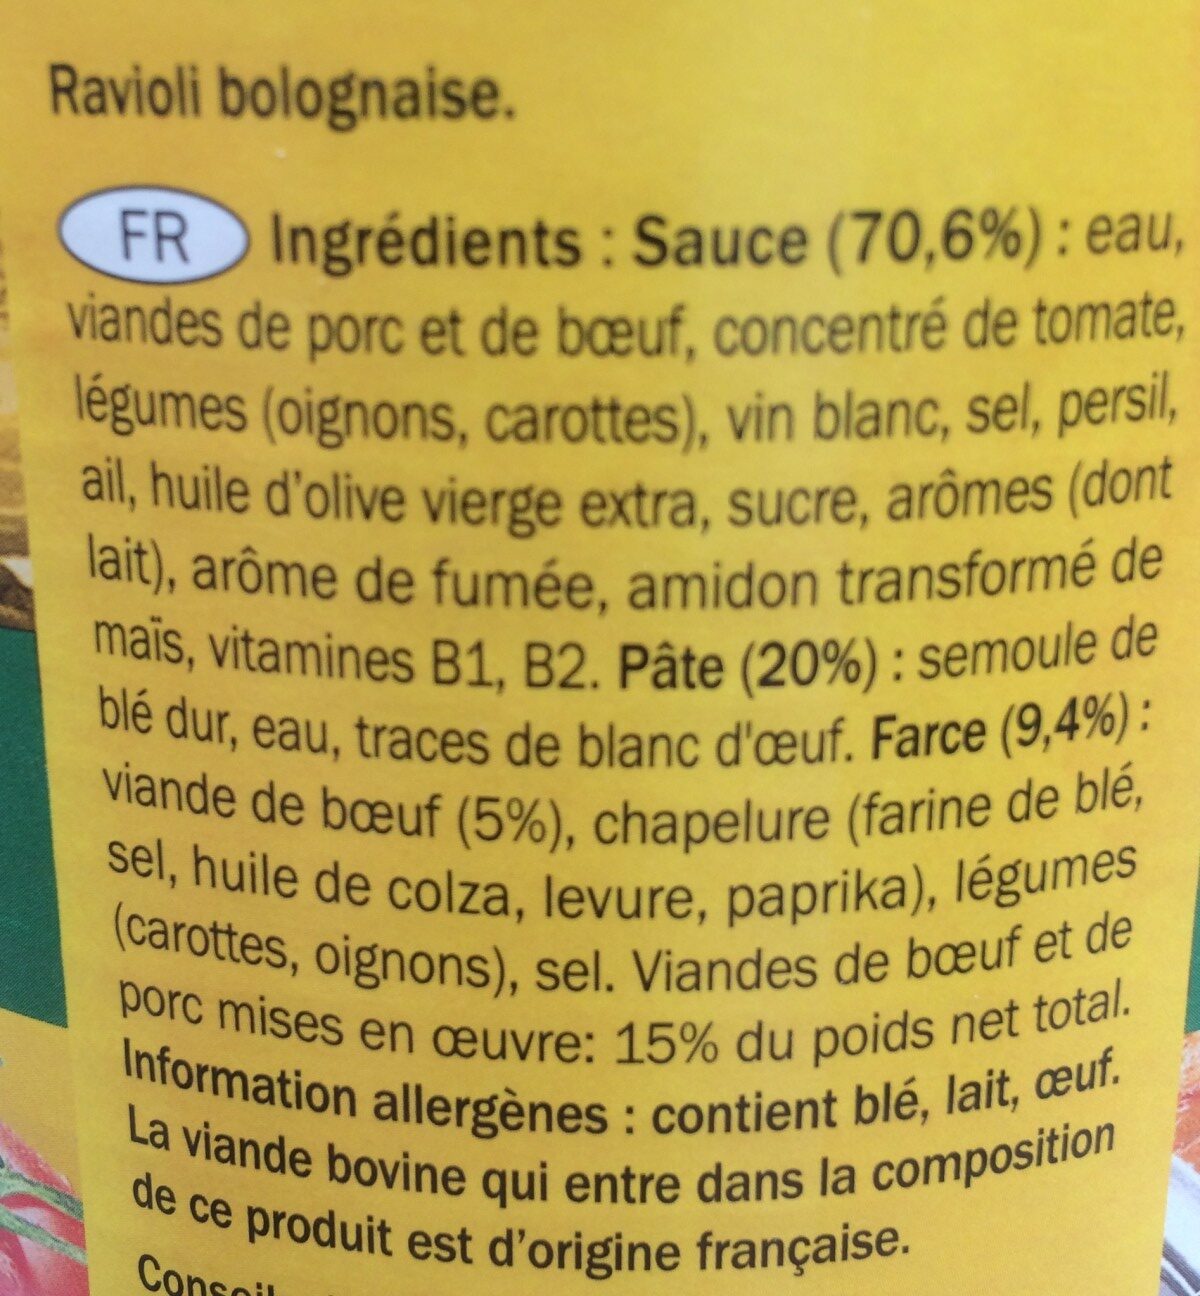 Ravioli bolognaise.
FR Ingrédients : Sauce (70,6%) : eau,
viandes de porc et de bœuf, concentré de tomate,
légumes (oignons, carottes), vin blanc, sel, persil,
ail, huile d'olive vierge extra, sucre, arômes (dont
lait), arôme de fumée, amidon transformé de
maïs, vitamines B1, B2. Pâte (20%) : semoule de
blé dur, eau, traces de blanc d'œuf. Farce (9,4%) :
viande de bœuf (5%), chapelure (farine de blé,
sel, huile de colza, levure, paprika), légumes
(carottes, oignons), sel. Viandes de bœuf et de
porc mises en œuvre: 15% du poids net total.
Information allergènes : contient blé, lait, œuf.
La viande bovine qui entre dans la composition
de ce produit est d'origine française.